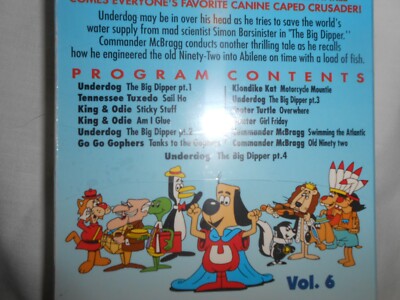 COMES EVERYONE'S FAVORITE CANINE CAPED CRUSADER!
Underdog may be in over his head as he tries to save the world's
water supply from mad scientist Simon Barsinister in "The Big Dipper."
Commander McBragg conducts another thrilling tale as he recalls
how he engineered the old Ninety-Two into Abilene on time with a load of fish.
PROGRAM CONTENTS
Underdog The Big Dipper pt.1
Tennessee Tuxedo Sail Ho
King & Odie Sticky Stuff
King & Odie Am I Glue
Underdog The Big Dipper pt.2
Go Go Gophers Tanks to the
Klondike Kat Motorcycle Mountie
Underdog The Big Dipper pt.3
Turtle Overwhere
Girl Friday
Commander McBragg Swimming the Atlantic
Commander McBragg Old Ninety two
Underdog The Big Dipper pt.4
U
Vol. 6